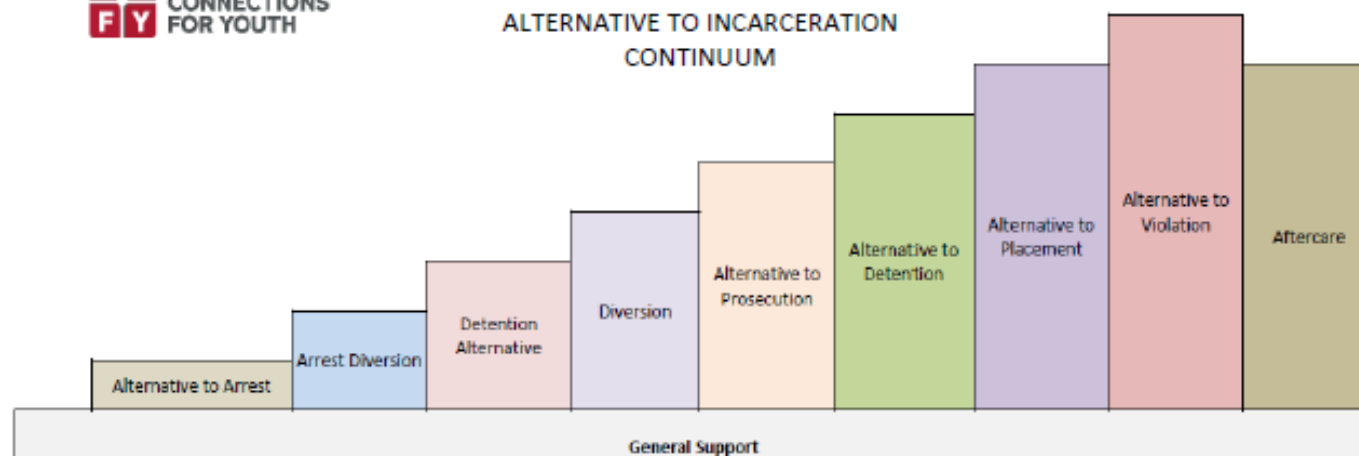 CONNECTIONS
FY FOR YOUTH
ALTERNATIVE TO INCARCERATION
CONTINUUM
Alternative to Arrest
Arrest Diversion
Detention
Alternative
Diversion
Alternative to
Prosecution
Alternative to
Detention
Alternative to
Placement
Alternative to
Violation
Aftercare
General Support